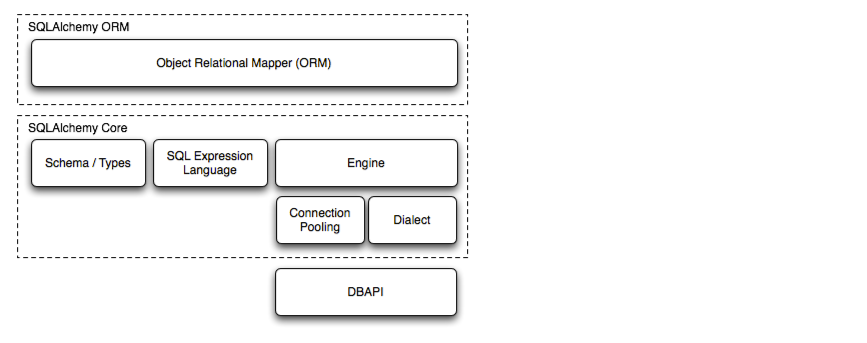 SQLAlchemy ORM
Object Relational Mapper (ORM)
SQLAlchemy Core
Schema / Types
SQL Expression
Language
Engine
Connection
Pooling
Dialect
DBAPI